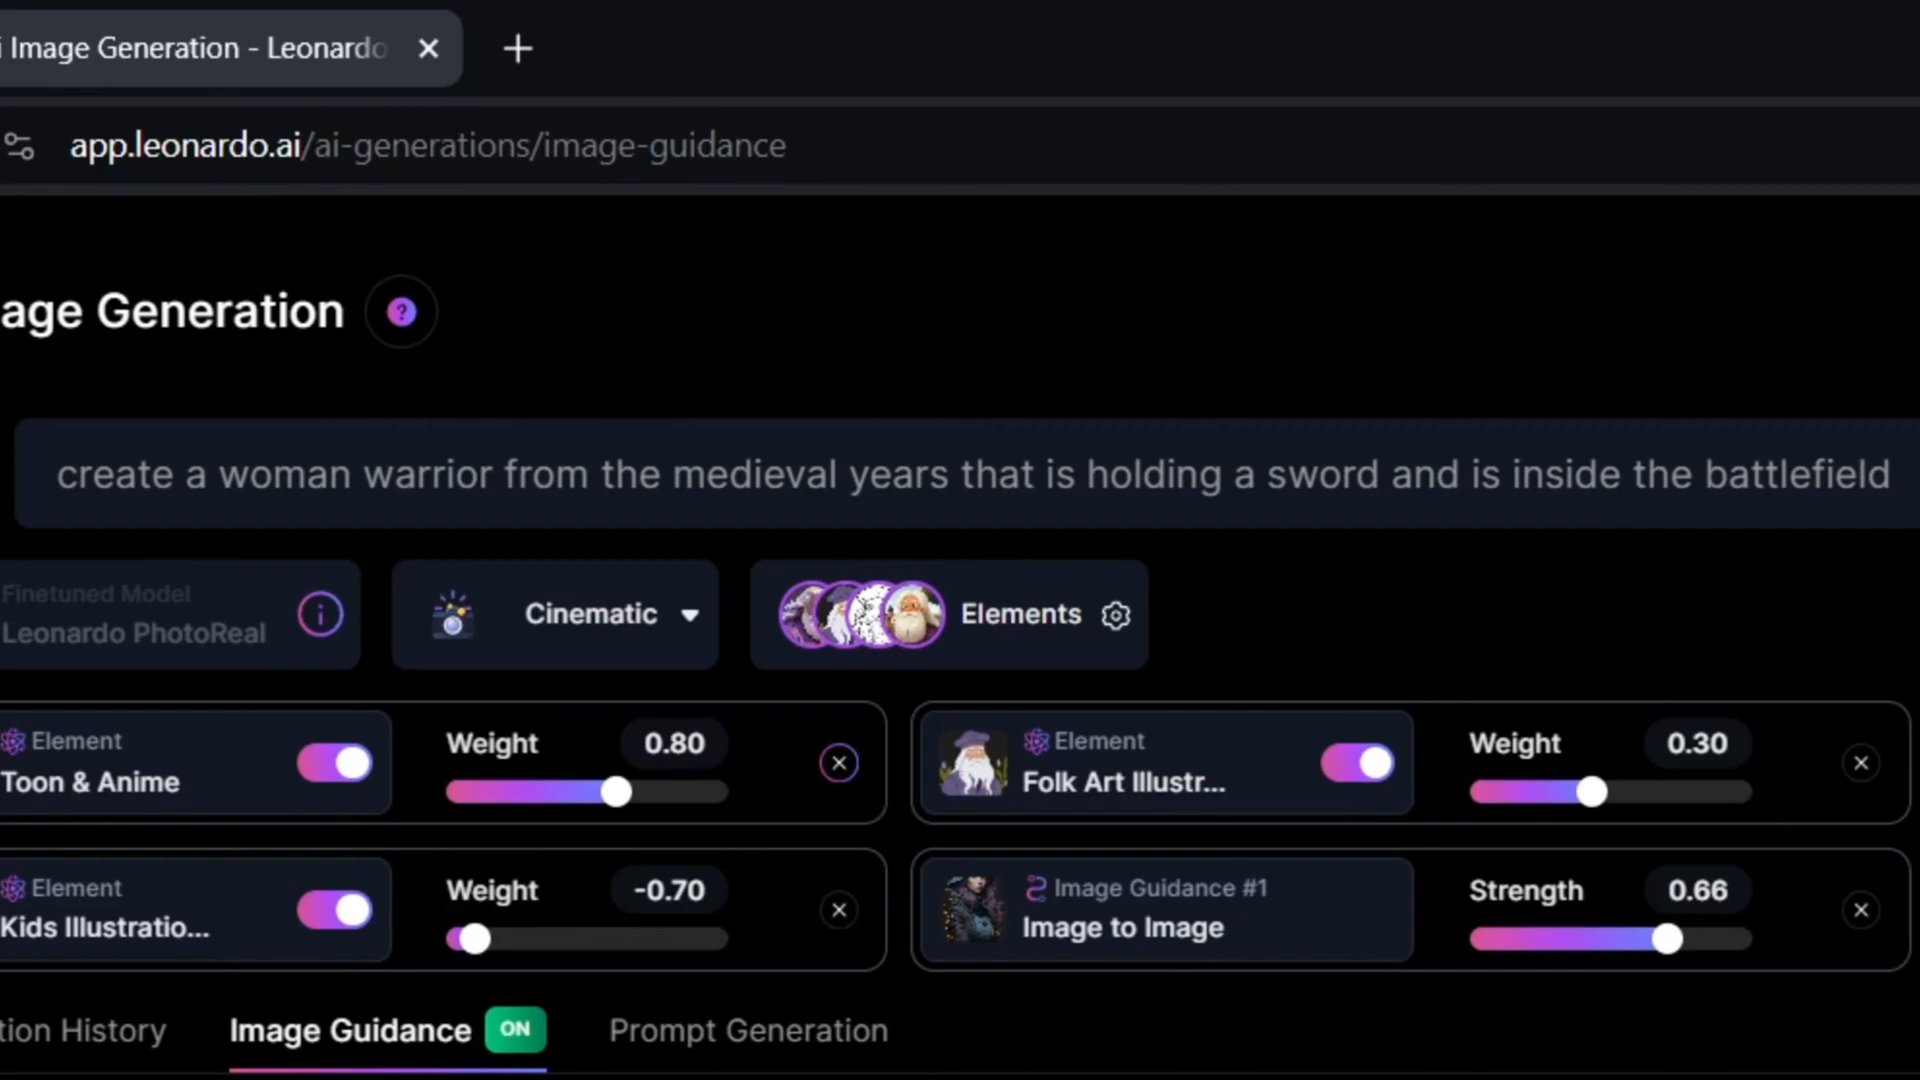 i Image Generation - Leonardo
app.leonardo.ai/ai-generations/image-guidance
age Generation
?
create a woman warrior from the medieval years that is holding a sword and is inside the battlefield
Finetuned Model
Leonardo PhotoReal
i
Cinematic
Elements
Element
Toon & Anime
Weight
0.80
Element
Folk Art Illustr...
Weight
0.30
Element
Kids Illustratio...
Weight
-0.70
Image Guidance #1
Image to Image
Strength
0.66
tion History
Image Guidance ON
Prompt Generation